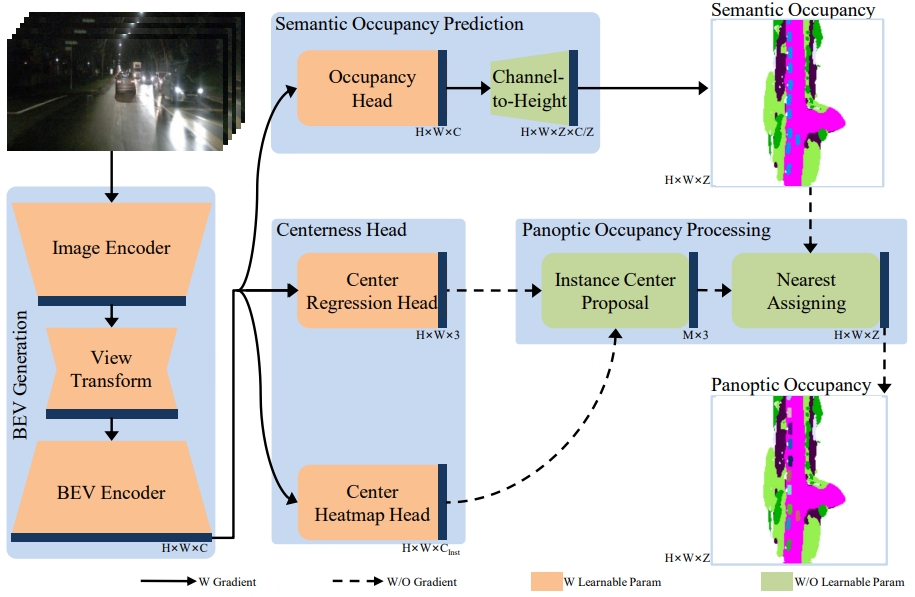 Semantic Occupancy Prediction
Occupancy
Head
H×W×C
Channel-
to-Height
H×W×Z×C/Z
Semantic Occupancy
H×W×Z
BEV Generation
Image Encoder
View
Transform
BEV Encoder
H×W×C
Centerness Head
Center
Regression Head
H×W×3
Center
Heatmap Head
H×W×C_Inst
Panoptic Occupancy Processing
Instance Center
Proposal
M×3
Nearest
Assigning
H×W×Z
Panoptic Occupancy
H×W×Z
W Gradient
W/O Gradient
W Learnable Param
W/O Learnable Param